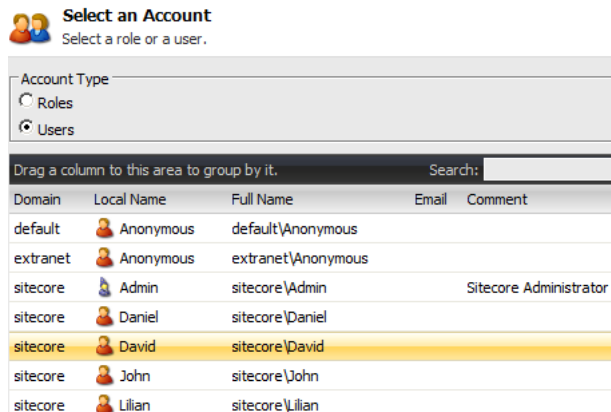 Select an Account
Select a role or a user.
Account Type
Roles
Users
Drag a column to this area to group by it. Search:
Domain Local Name Full Name Email Comment
default Anonymous default\Anonymous
extranet Anonymous extranet\Anonymous
sitecore Admin sitecore\Admin Sitecore Administrator
sitecore Daniel sitecore\Daniel
sitecore David sitecore\David
sitecore John sitecore\John
sitecore Lilian sitecore\Lilian